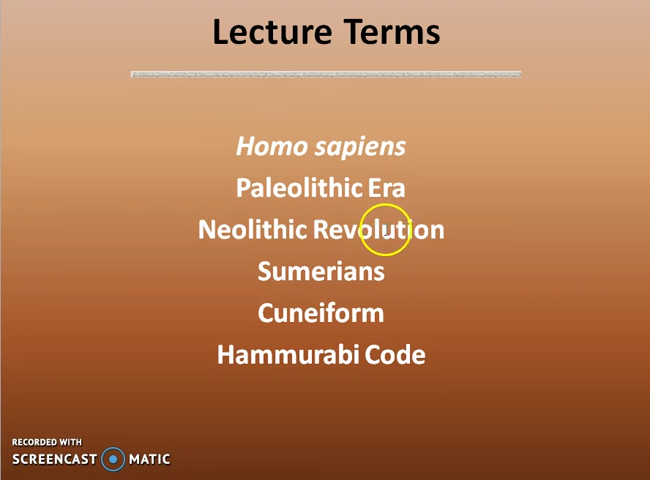 Lecture Terms
Homo sapiens
Paleolithic Era
Neolithic Revolution
Sumerians
Cuneiform
Hammurabi Code
RECORDED WITH
SCREENCAST MATIC